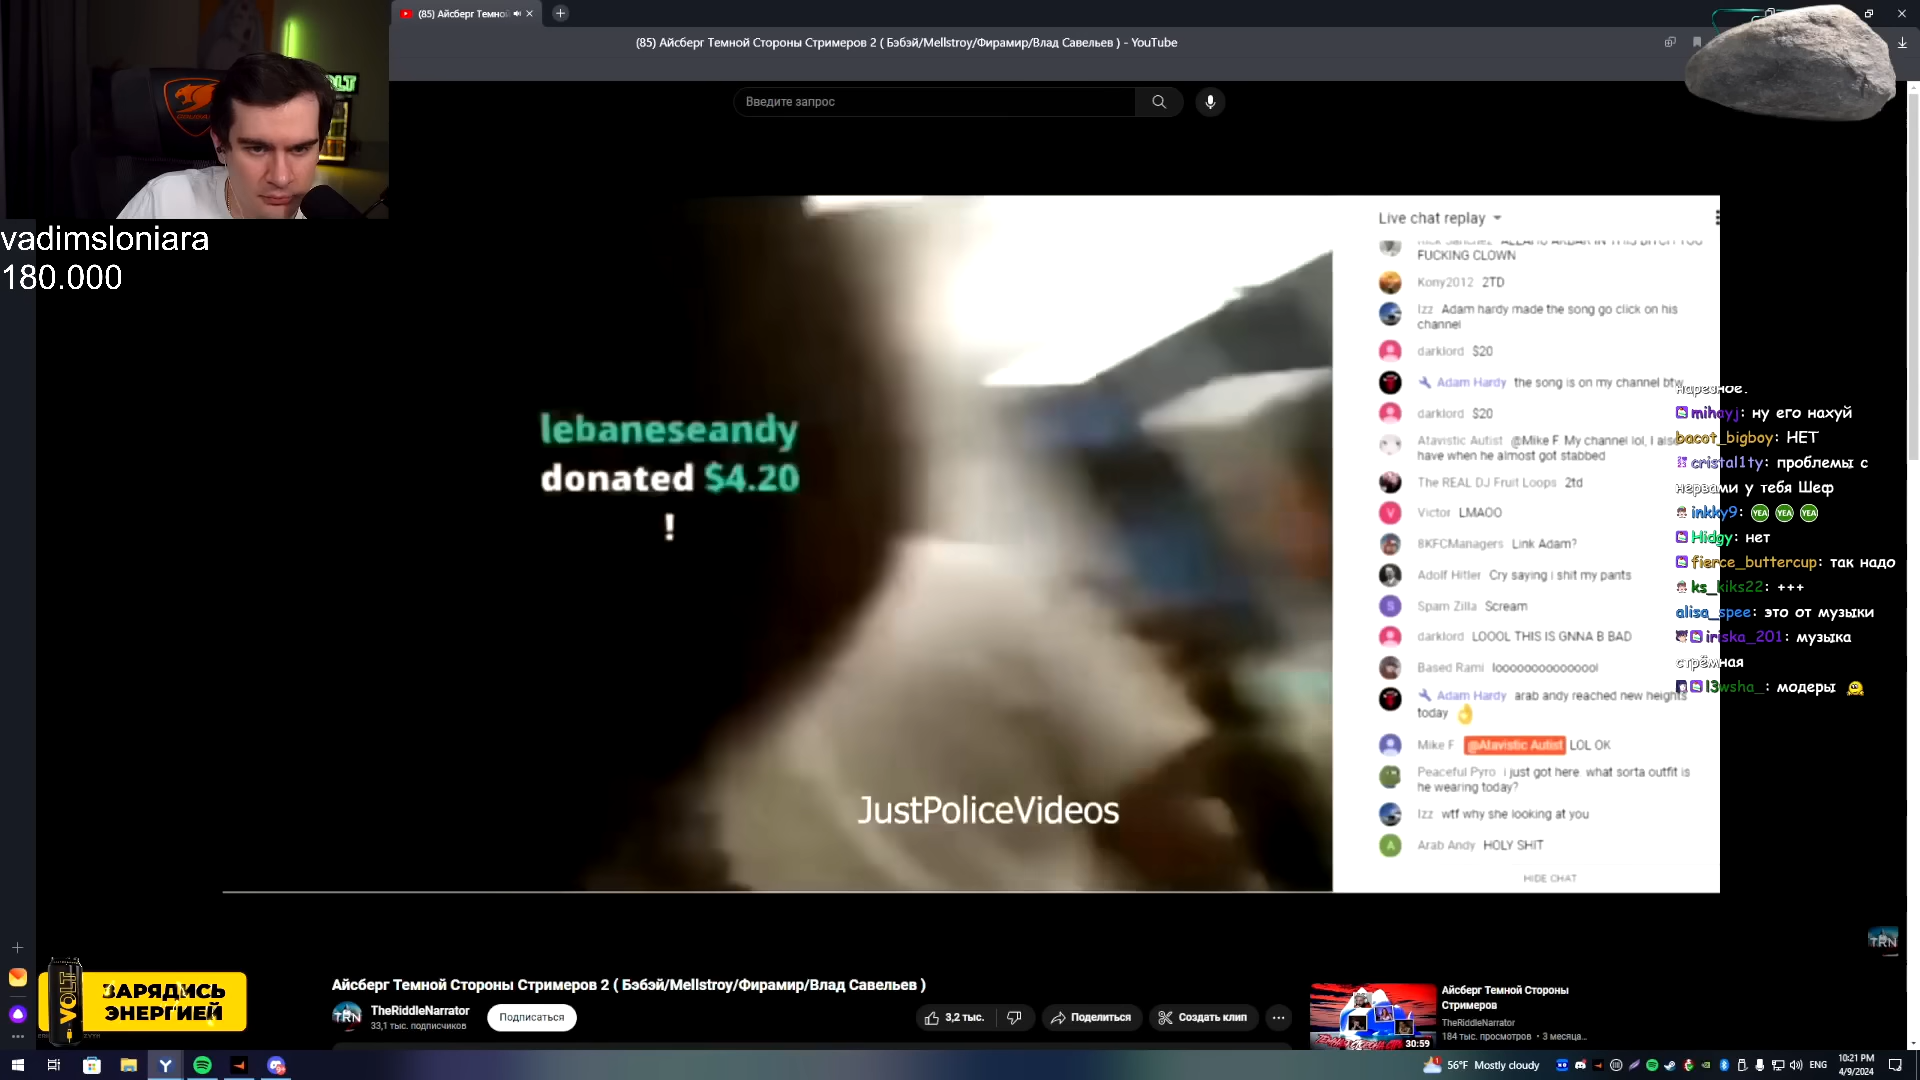 (85) Айсберг Темно
(85) Айсберг Темной Стороны Стримеров 2 ( Бэбэй/Mellstroy/Фирамир/Влад Савельев ) - YouTube
Введите запрос
vadimsloniara
180.000
lebaneseandy
donated $4.20
!
JustPoliceVideos
Live chat replay
FUCKING CLOWN
Kony2012 2TD
Izz Adam hardy made the song go click on his
channel
darklord $20
Adam Hardy the song is on my channel btw
darklord $20
Atavistic Autist @Mike F My channel lol, I also
have when he almost got stabbed
The REAL DJ Fruit Loops 2td
Victor LMAOO
8KFCManagers Link Adam?
Adolf Hitler Cry saying i shit my pants
Spam Zilla Scream
darklord LOOOL THIS IS GNNA B BAD
Based Rami looooooooooooool
Adam Hardy arab andy reached new heights
today
Mike F @Atavistic Autist LOL OK
Peaceful Pyro i just got here what sorta outfit is
he wearing today?
Izz wtf why she looking at you
Arab Andy HOLY SHIT
HIDE CHAT
нарезное.
mihayj: ну его нахуй
bacot_bigboy: НЕТ
cristal1ty: проблемы с
нервами у тебя Шеф
inkky9: YEA YEA YEA
Hidgy: нет
fierce_buttercup: так надо
ks_kiks22: +++
alisa_spee: это от музыки
iriska_201: музыка
стрёмная
l3wsha_: модеры
TRN
VOLT
ЗАРЯДИСЬ
ЭНЕРГИЕЙ
Айсберг Темной Стороны Стримеров 2 ( Бэбэй/Mellstroy/Фирамир/Влад Савельев )
TheRiddleNarrator
33,1 тыс. подписчиков
Подписаться
3,2 тыс.
Поделиться
Создать клип
30:59
Айсберг Темной Стороны
Стримеров
TheRiddleNarrator
184 тыс. просмотров • 3 месяца...
56°F Mostly cloudy
ENG
10:21 PM
4/9/2024